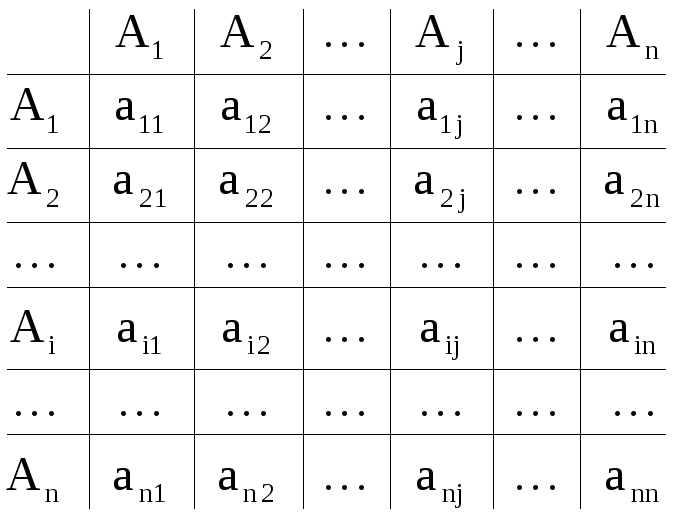 A₁ A₂ … Aⱼ … Aₙ
A₁ a₁₁ a₁₂ … a₁ⱼ … a₁ₙ
A₂ a₂₁ a₂₂ … a₂ⱼ … a₂ₙ
… … … … … … …
Aᵢ aᵢ₁ aᵢ₂ … aᵢⱼ … aᵢₙ
… … … … … … …
Aₙ aₙ₁ aₙ₂ … aₙⱼ … aₙₙ